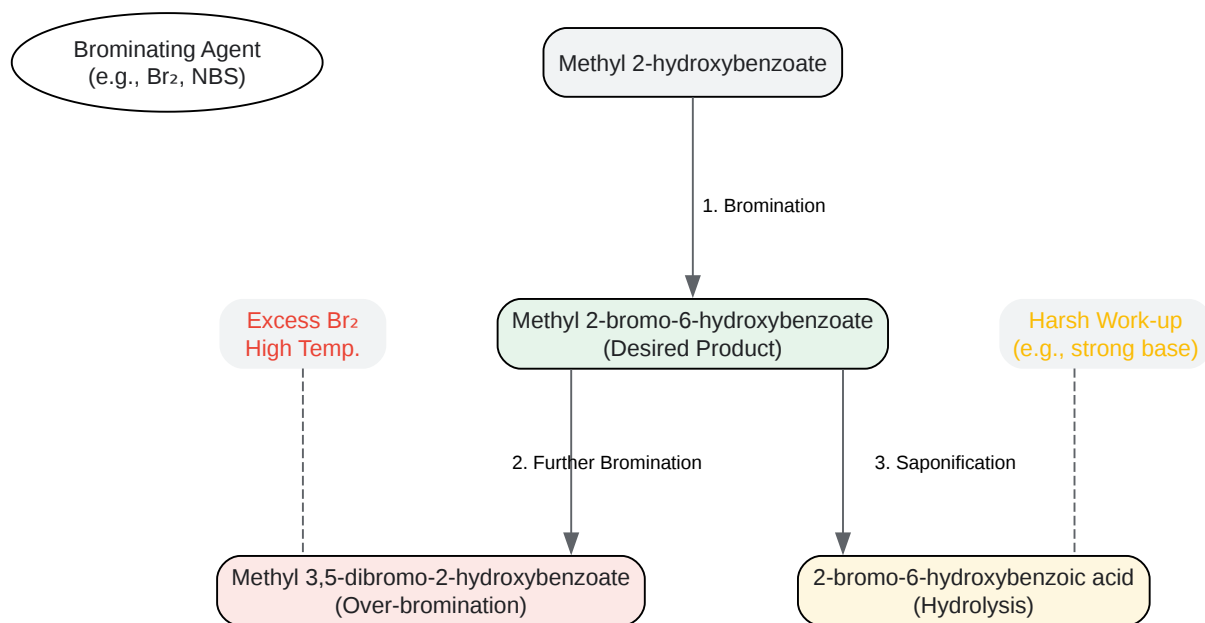 Brominating Agent
(e.g., Br₂, NBS)
Methyl 2-hydroxybenzoate
1. Bromination
Excess Br₂
High Temp.
Methyl 2-bromo-6-hydroxybenzoate
(Desired Product)
Harsh Work-up
(e.g., strong base)
2. Further Bromination
3. Saponification
Methyl 3,5-dibromo-2-hydroxybenzoate
(Over-bromination)
2-bromo-6-hydroxybenzoic acid
(Hydrolysis)